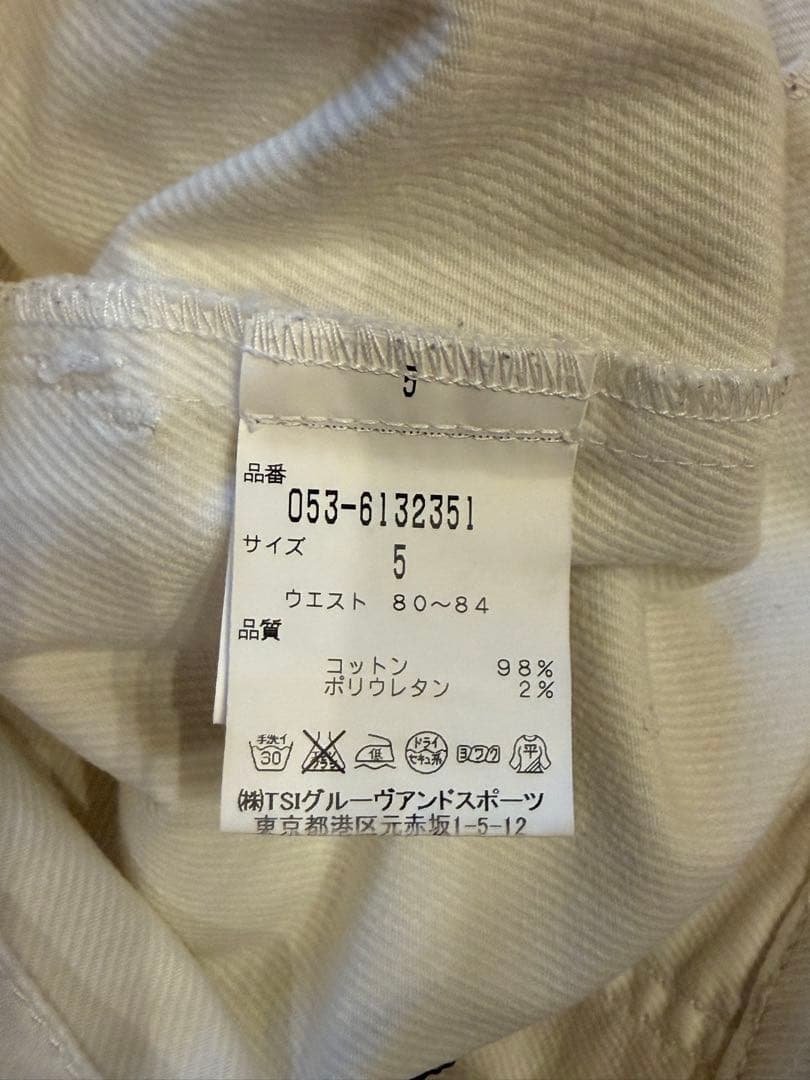 5
品番
053-6132351
サイズ
5
ウエスト 80～84
品質
コットン 98%
ポリウレタン 2%
手洗イ 30 低 ドライ セキュ系 ヨワク 平
㈱TSIグルーヴアンドスポーツ
東京都港区元赤坂1-5-12